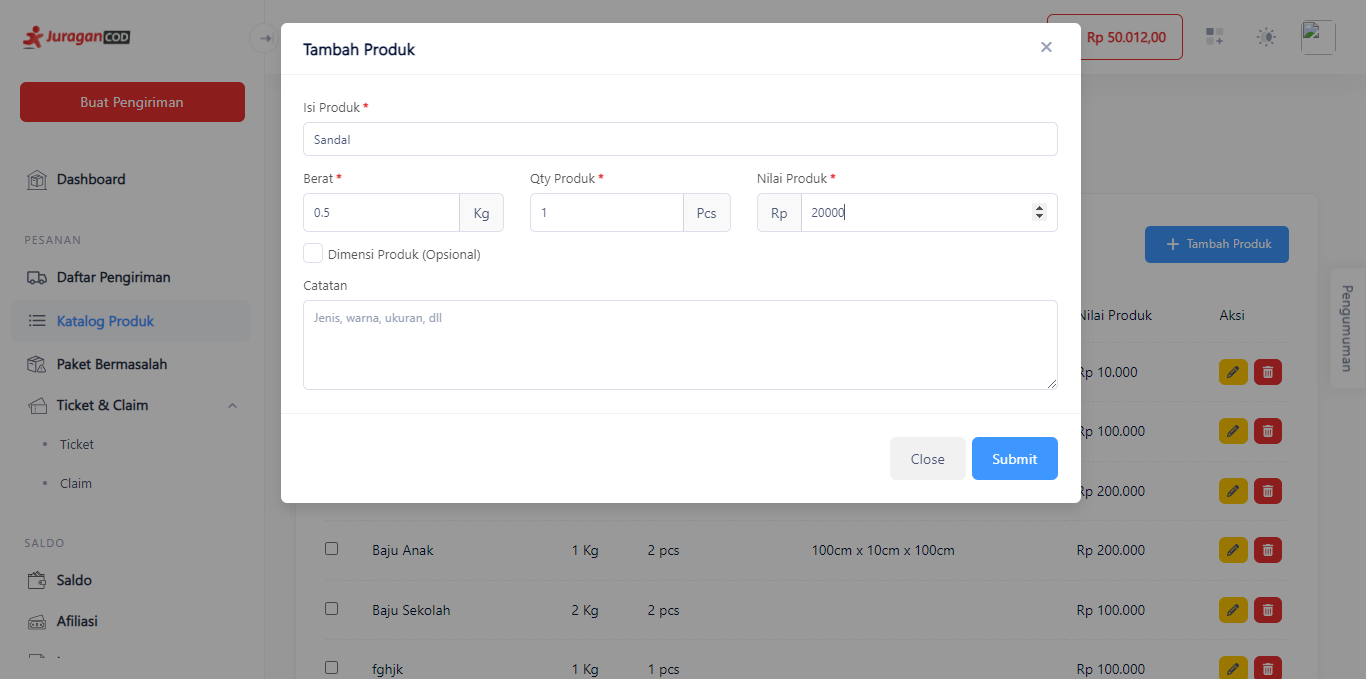 JuraganCOD
Buat Pengiriman
Dashboard
PESANAN
Daftar Pengiriman
Katalog Produk
Paket Bermasalah
Ticket & Claim
Ticket
Claim
SALDO
Saldo
Afiliasi
Rp 50.012,00
Tambah Produk
Isi Produk *
Sandal
Berat * Qty Produk * Nilai Produk *
0.5 Kg 1 Pcs Rp 20000
Dimensi Produk (Opsional)
Catatan
Jenis, warna, ukuran, dll
Close Submit
Tambah Produk
Pengumuman
Nilai Produk Aksi
Rp 10.000
Rp 100.000
Rp 200.000
Baju Anak 1 Kg 2 pcs 100cm x 10cm x 100cm Rp 200.000
Baju Sekolah 2 Kg 2 pcs Rp 100.000
fghjk 1 Kg 1 pcs Rp 100.000